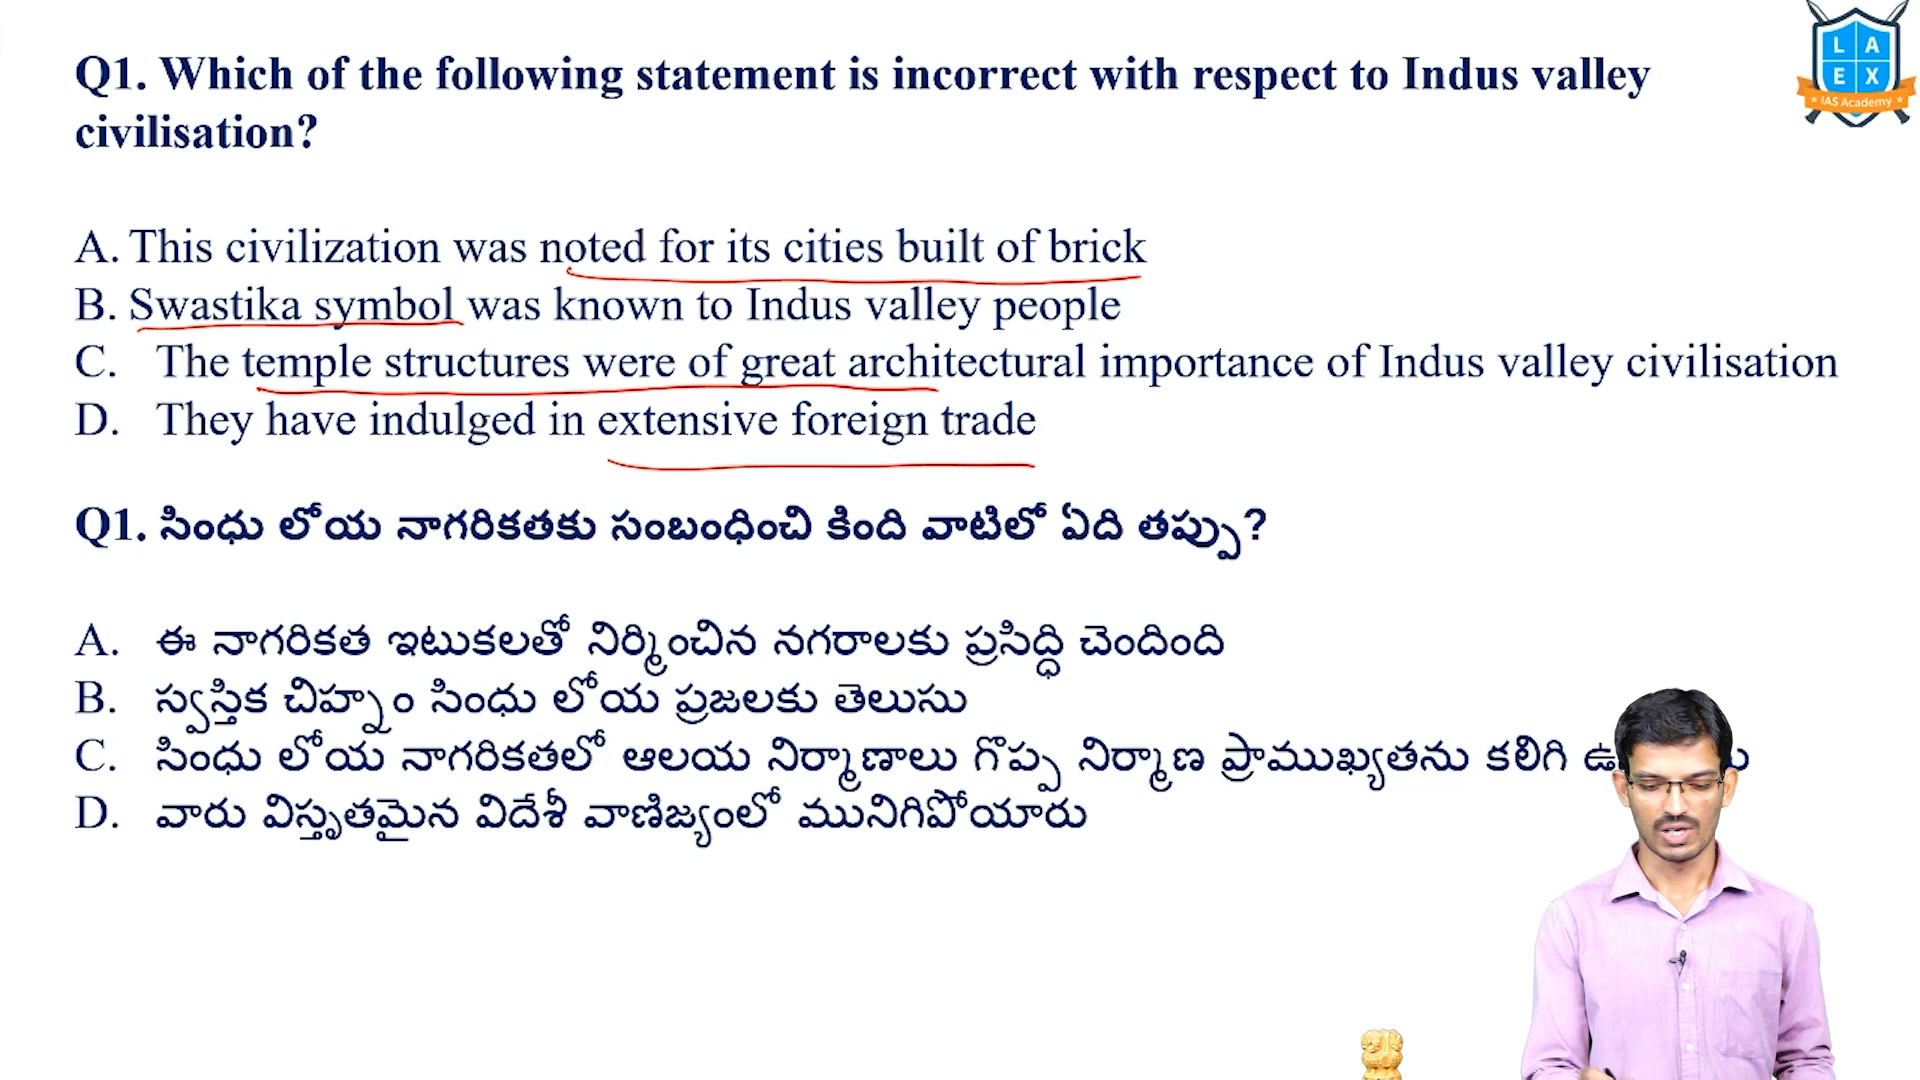 Q1. Which of the following statement is incorrect with respect to Indus valley
civilisation?
A. This civilization was noted for its cities built of brick
B. Swastika symbol was known to Indus valley people
C. The temple structures were of great architectural importance of Indus valley civilisation
D. They have indulged in extensive foreign trade
Q1. సింధు లోయ నాగరికతకు సంబంధించి కింది వాటిలో ఏది తప్పు?
A. ఈ నాగరికత ఇటుకలతో నిర్మించిన నగరాలకు ప్రసిద్ధి చెందింది
B. స్వస్తిక చిహ్నం సింధు లోయ ప్రజలకు తెలుసు
C. సింధు లోయ నాగరికతలో ఆలయ నిర్మాణాలు గొప్ప నిర్మాణ ప్రాముఖ్యతను కలిగి
D. వారు విస్తృతమైన విదేశీ వాణిజ్యంలో మునిగిపోయారు
L A
E X
IAS Academy